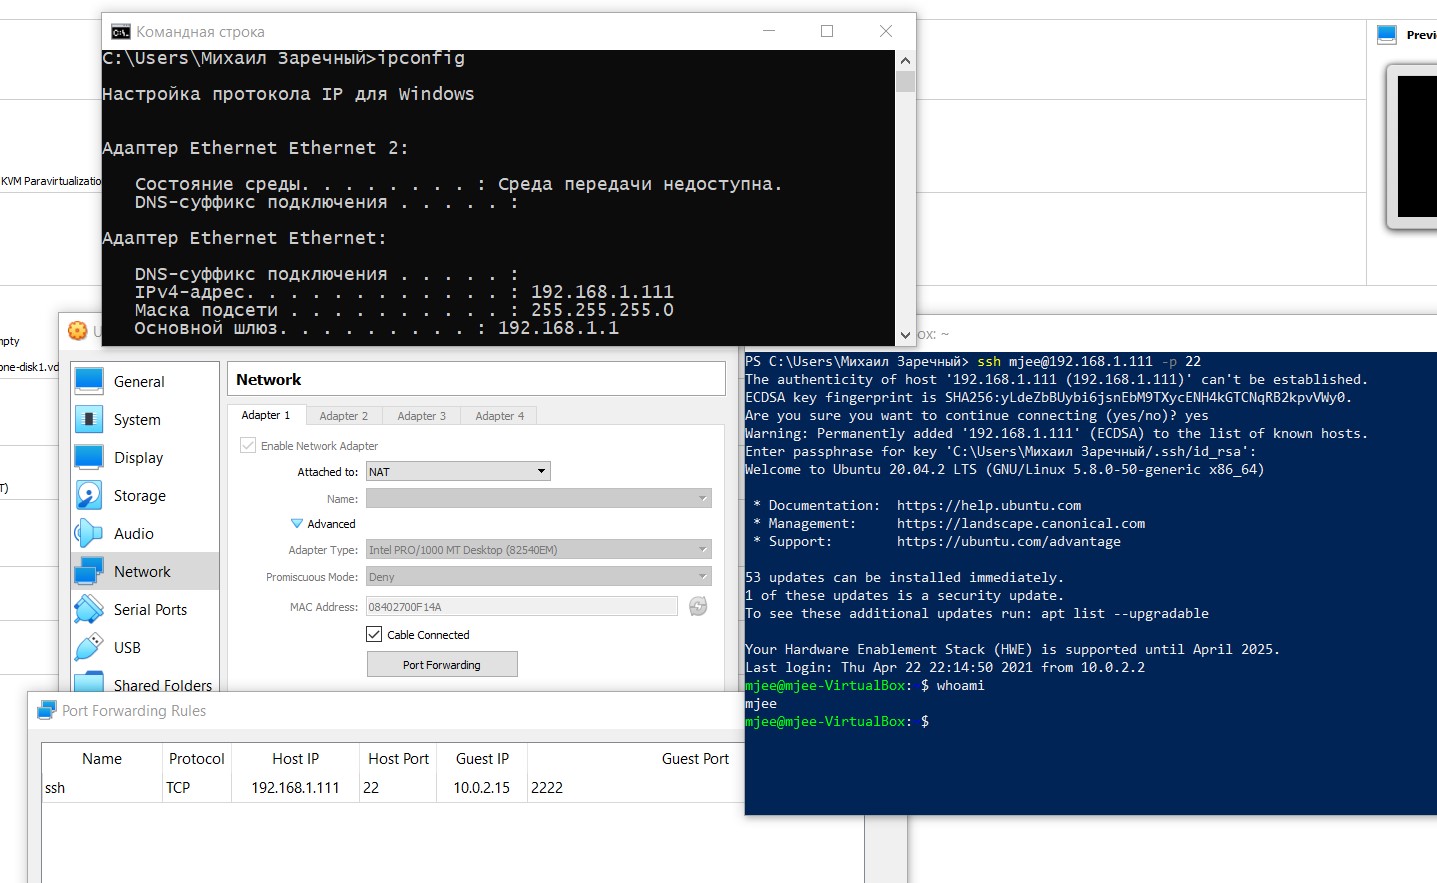 Командная строка
C:\Users\Михаил Заречный>ipconfig
Настройка протокола IP для Windows
Адаптер Ethernet Ethernet 2:
Состояние среды. . . . . . . . : Среда передачи недоступна.
DNS-суффикс подключения . . . . . :
Адаптер Ethernet Ethernet:
DNS-суффикс подключения . . . . . :
IPv4-адрес. . . . . . . . . . . . : 192.168.1.111
Маска подсети . . . . . . . . . . : 255.255.255.0
Основной шлюз. . . . . . . . . : 192.168.1.1
KVM
General
System
Display
Storage
Audio
Network
Serial Ports
USB
Shared Folders
Network
Adapter 1
Adapter 2
Adapter 3
Adapter 4
Enable Network Adapter
Attached to: NAT
Name:
Advanced
Adapter Type: Intel PRO/1000 MT Desktop (82540EM)
Promiscuous Mode: Deny
MAC Address: 08402700F14A
Cable Connected
Port Forwarding
Port Forwarding Rules
Name Protocol Host IP Host Port Guest IP Guest Port
ssh TCP 192.168.1.111 22 10.0.2.15 2222
ox: ~
PS C:\Users\Михаил Заречный> ssh mjee@192.168.1.111 -p 22
The authenticity of host '192.168.1.111 (192.168.1.111)' can't be established.
ECDSA key fingerprint is SHA256:yLdeZbBUybi6jsnEbM9TXycENH4kGTCNqRB2kpvVWy0.
Are you sure you want to continue connecting (yes/no)? yes
Warning: Permanently added '192.168.1.111' (ECDSA) to the list of known hosts.
Enter passphrase for key 'C:\Users\Михаил Заречный/.ssh/id_rsa':
Welcome to Ubuntu 20.04.2 LTS (GNU/Linux 5.8.0-50-generic x86_64)
* Documentation: https://help.ubuntu.com
* Management: https://landscape.canonical.com
* Support: https://ubuntu.com/advantage
53 updates can be installed immediately.
1 of these updates is a security update.
To see these additional updates run: apt list --upgradable
Your Hardware Enablement Stack (HWE) is supported until April 2025.
Last login: Thu Apr 22 22:14:50 2021 from 10.0.2.2
mjee@mjee-VirtualBox:~$ whoami
mjee
mjee@mjee-VirtualBox:~$